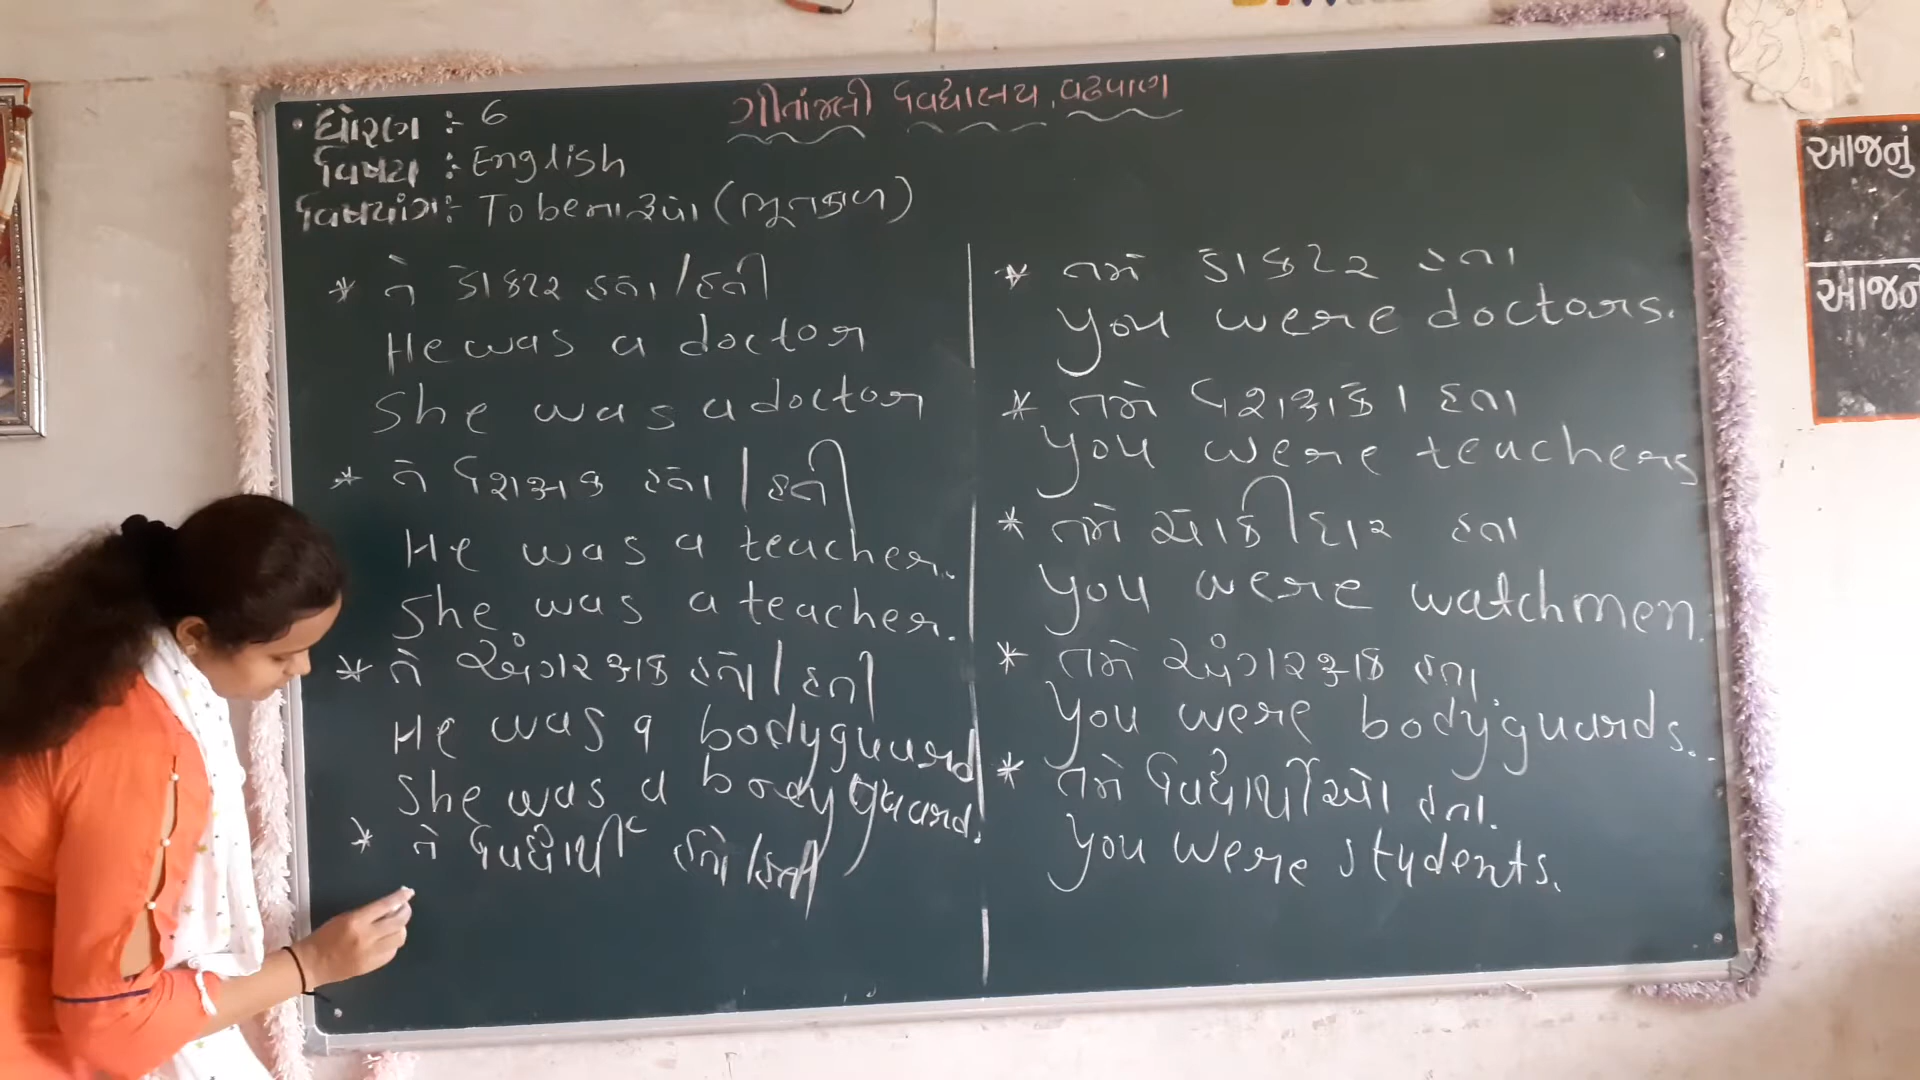 ગીતાંજલી વિદ્યાલય, વઢવાણ
ધોરણ :- 6
વિષય :- English
વિષયાંગ :- To be ના રૂપો (ભૂતકાળ)
* તે ડોકટર હતો / હતી
He was a doctor
She was a doctor
* તે શિક્ષક હતો / હતી
He was a teacher.
She was a teacher.
* તે અંગરક્ષક હતો / હતી
He was a bodyguard
She was a bodyguard.
* તે વિદ્યાર્થી હતો / હતી
* તમે ડોકટર હતા
you were doctors.
* તમે શિક્ષકો હતા
you were teachers
* તમે ચોકીદાર હતા
you were watchmen.
* તમે અંગરક્ષક હતા.
you were bodyguards.
* તમે વિદ્યાર્થીઓ હતા.
you were students.
આજનું
આજનો